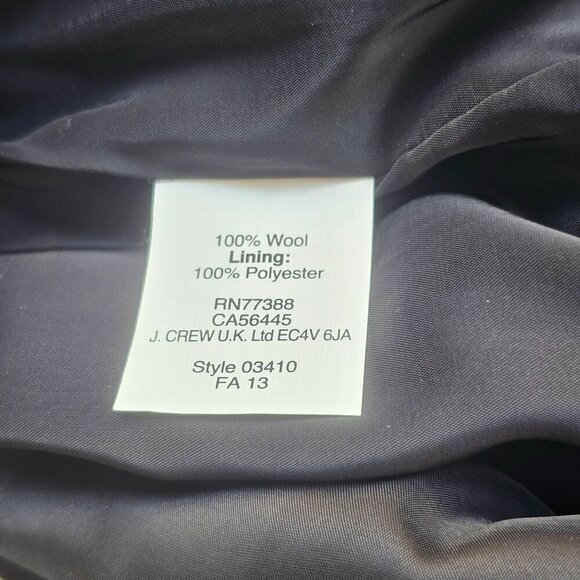 100% Wool
Lining:
100% Polyester
RN77388
CA56445
J. CREW U.K. Ltd EC4V 6JA
Style 03410
FA 13